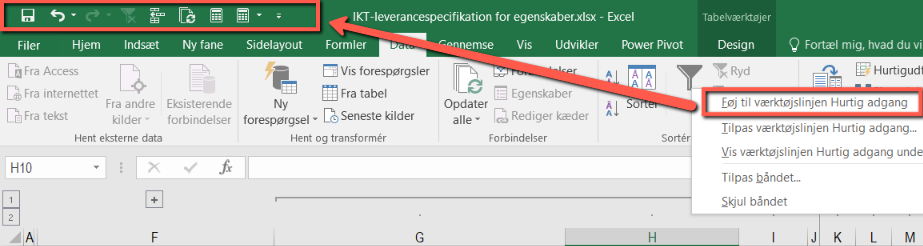 IKT-leverancespecifikation for egenskaber.xlsx - Excel
Tabelværktøjer
Filer Hjem Indsæt Ny fane Sidelayout Formler Data Gennemse Vis Udvikler Power Pivot Design Fortæl mig, hvad du vi
Fra Access
Fra internettet
Fra tekst
Fra andre kilder
Eksisterende forbindelser
Hent eksterne data
Ny forespørgsel
Vis forespørgsler
Fra tabel
Seneste kilder
Hent og transformér
Opdater alle
Forbindelser
Egenskaber
Rediger kæder
Forbindelser
Sorter
Ryd
Sortér
Hurtigudf
Føj til værktøjslinjen Hurtig adgang
Tilpas værktøjslinjen Hurtig adgang...
Vis værktøjslinjen Hurtig adgang unde
Tilpas båndet...
Skjul båndet
H10
fx
1
2
A F G H I J K L M